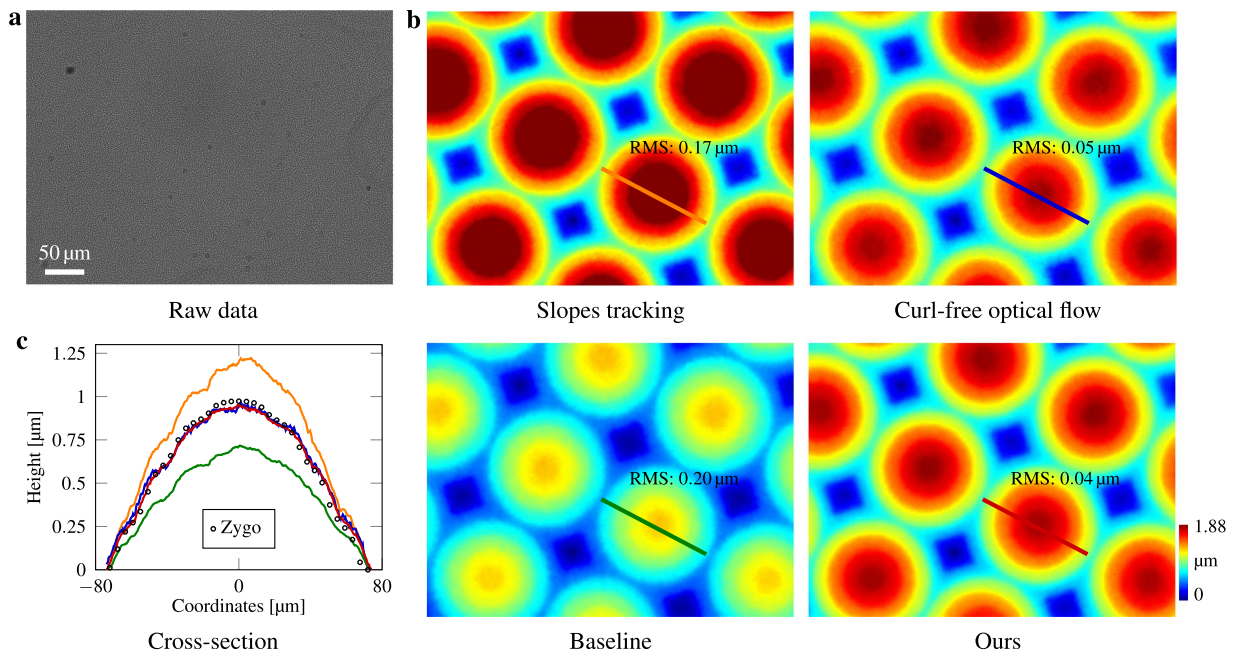 a
b
50 µm
RMS: 0.17 µm
RMS: 0.05 µm
Raw data
Slopes tracking
Curl-free optical flow
c
1.25
1
0.75
0.5
0.25
0
Height [µm]
Zygo
−80
0
80
Coordinates [µm]
RMS: 0.20 µm
RMS: 0.04 µm
1.88
µm
0
Cross-section
Baseline
Ours